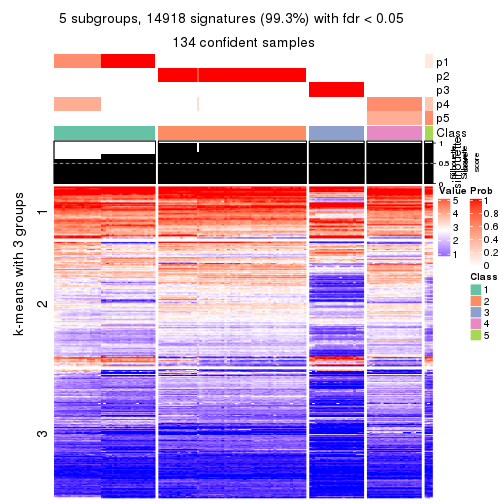 5 subgroups, 14918 signatures (99.3%) with fdr < 0.05
134 confident samples
p1
p2
p3
p4
p5
Class
1
0.5
0
score
Value
5
4
3
2
1
Prob
1
0.8
0.6
0.4
0.2
0
Class
1
2
3
4
5
k-means with 3 groups
1
2
3